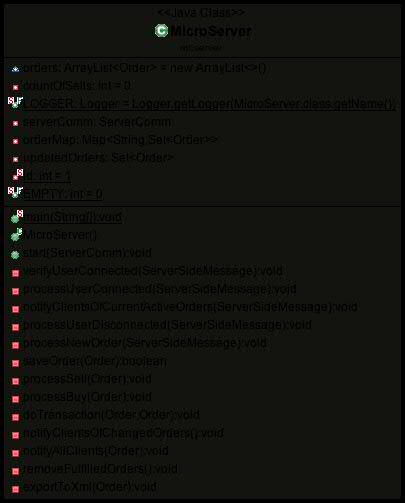 <<Java Class>>
MicroServer
orders: ArrayList<Order> = new ArrayList<>()
countOfSells: int = 0
LOGGER: Logger = Logger.getLogger(MicroServer.class.getName())
serverComm: ServerComm
orderMap: Map<String,Set<Order>>
updatedOrders: Set<Order>
id: int = 1
EMPTY: int = 0
main(String[]):void
MicroServer()
start(ServerComm):void
verifyUserConnected(ServerSideMessage):void
processUserConnected(ServerSideMessage):void
notifyClientsOfCurrentActiveOrders(ServerSideMessage):void
processUserDisconnected(ServerSideMessage):void
processNewOrder(ServerSideMessage):void
saveOrder(Order):boolean
processSell(Order):void
processBuy(Order):void
doTransaction(Order,Order):void
notifyClientsOfChangedOrders():void
notifyAllClients(Order):void
removeFulfilledOrders():void
exportToXml(Order):void